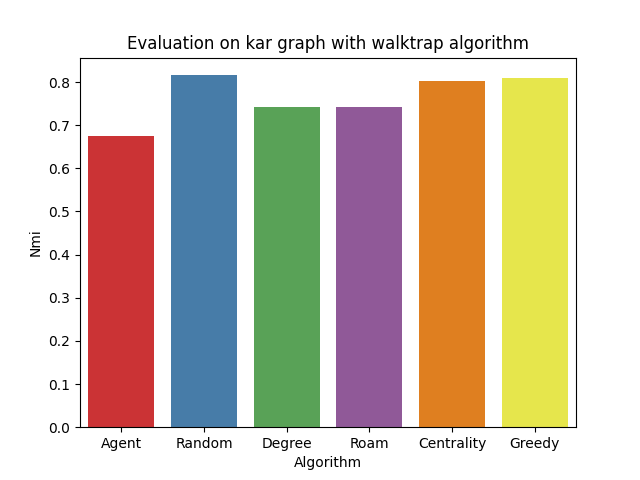 Evaluation on kar graph with walktrap algorithm
0.8
0.7
0.6
0.5
0.4
0.3
0.2
0.1
0.0
Nmi
Agent Random Degree Roam Centrality Greedy
Algorithm